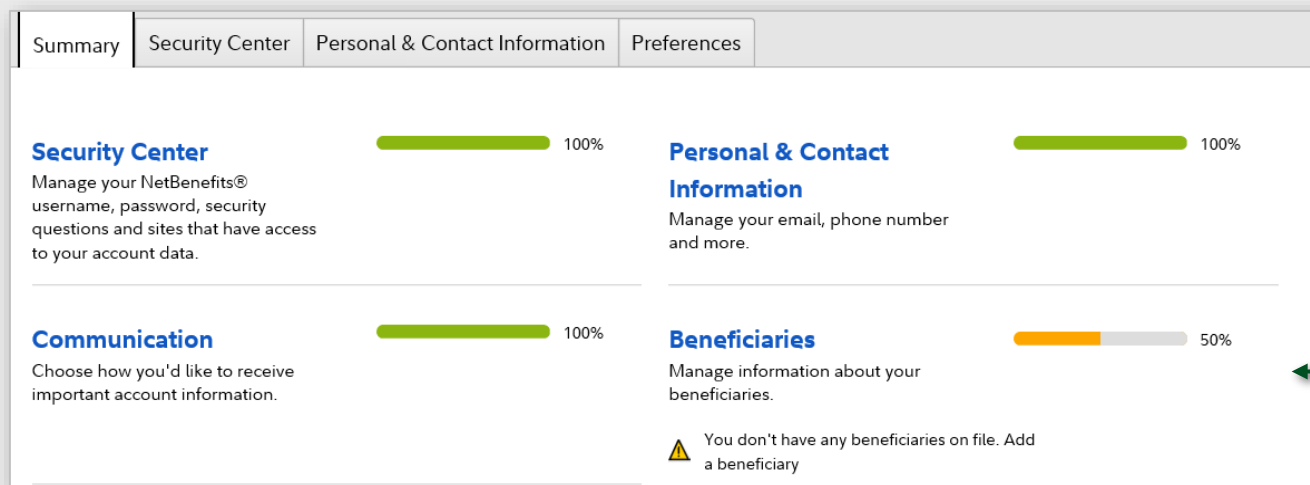 Summary
Security Center
Personal & Contact Information
Preferences
Security Center
100%
Manage your NetBenefits®
username, password, security
questions and sites that have access
to your account data.
Personal & Contact
Information
100%
Manage your email, phone number
and more.
Communication
100%
Choose how you'd like to receive
important account information.
Beneficiaries
50%
Manage information about your
beneficiaries.
You don't have any beneficiaries on file. Add
a beneficiary